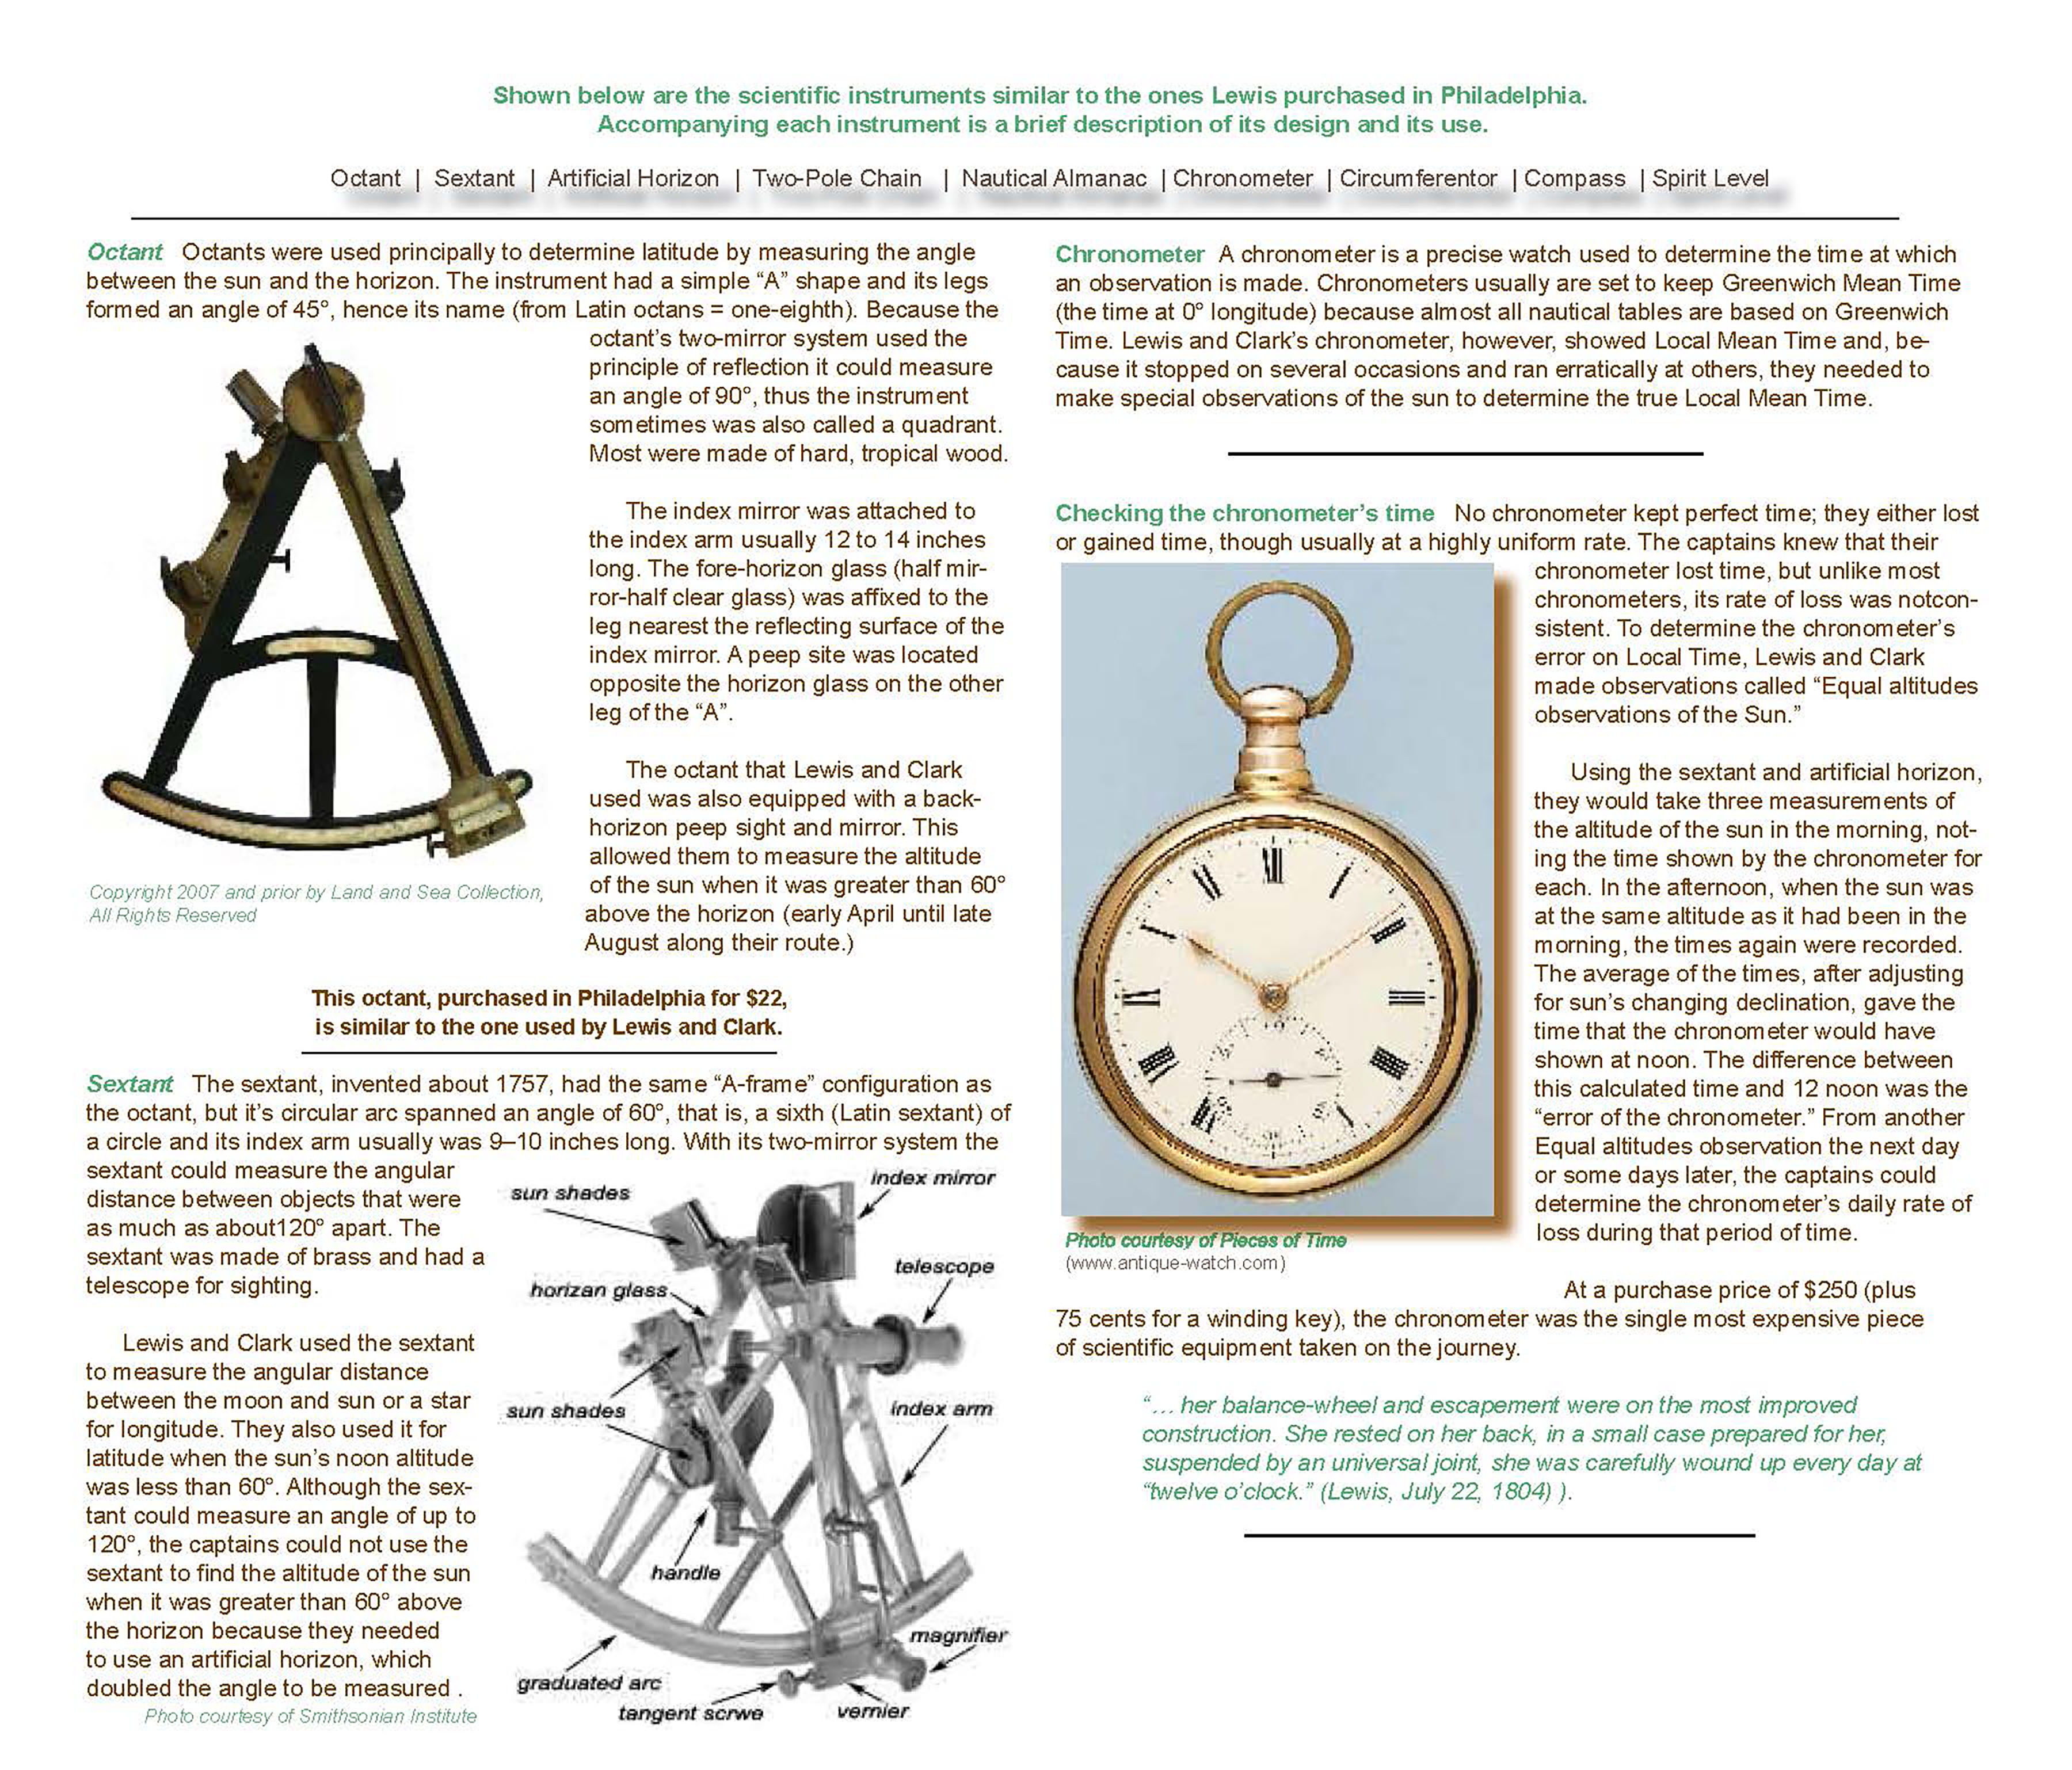 Shown below are the scientific instruments similar to the ones Lewis purchased in Philadelphia.
Accompanying each instrument is a brief description of its design and its use.
Octant | Sextant | Artificial Horizon | Two-Pole Chain | Nautical Almanac | Chronometer | Circumferentor | Compass | Spirit Level
Octant Octants were used principally to determine latitude by measuring the angle
between the sun and the horizon. The instrument had a simple “A” shape and its legs
formed an angle of 45°, hence its name (from Latin octans = one-eighth). Because the
octant’s two-mirror system used the
principle of reflection it could measure
an angle of 90°, thus the instrument
sometimes was also called a quadrant.
Most were made of hard, tropical wood.
The index mirror was attached to
the index arm usually 12 to 14 inches
long. The fore-horizon glass (half mir-
ror-half clear glass) was affixed to the
leg nearest the reflecting surface of the
index mirror. A peep site was located
opposite the horizon glass on the other
leg of the “A”.
The octant that Lewis and Clark
used was also equipped with a back-
horizon peep sight and mirror. This
allowed them to measure the altitude
of the sun when it was greater than 60°
above the horizon (early April until late
August along their route.)
Copyright 2007 and prior by Land and Sea Collection,
All Rights Reserved
This octant, purchased in Philadelphia for $22,
is similar to the one used by Lewis and Clark.
Sextant The sextant, invented about 1757, had the same “A-frame” configuration as
the octant, but it’s circular arc spanned an angle of 60°, that is, a sixth (Latin sextant) of
a circle and its index arm usually was 9–10 inches long. With its two-mirror system the
sextant could measure the angular
distance between objects that were
as much as about120° apart. The
sextant was made of brass and had a
telescope for sighting.
Lewis and Clark used the sextant
to measure the angular distance
between the moon and sun or a star
for longitude. They also used it for
latitude when the sun’s noon altitude
was less than 60°. Although the sex-
tant could measure an angle of up to
120°, the captains could not use the
sextant to find the altitude of the sun
when it was greater than 60° above
the horizon because they needed
to use an artificial horizon, which
doubled the angle to be measured .
Photo courtesy of Smithsonian Institute
sun shades
index mirror
telescope
horizan glass
sun shades
index arm
handle
magnifier
graduated arc
tangent scrwe
vernier
Chronometer A chronometer is a precise watch used to determine the time at which
an observation is made. Chronometers usually are set to keep Greenwich Mean Time
(the time at 0° longitude) because almost all nautical tables are based on Greenwich
Time. Lewis and Clark’s chronometer, however, showed Local Mean Time and, be-
cause it stopped on several occasions and ran erratically at others, they needed to
make special observations of the sun to determine the true Local Mean Time.
Checking the chronometer’s time No chronometer kept perfect time; they either lost
or gained time, though usually at a highly uniform rate. The captains knew that their
chronometer lost time, but unlike most
chronometers, its rate of loss was notcon-
sistent. To determine the chronometer’s
error on Local Time, Lewis and Clark
made observations called “Equal altitudes
observations of the Sun.”
Using the sextant and artificial horizon,
they would take three measurements of
the altitude of the sun in the morning, not-
ing the time shown by the chronometer for
each. In the afternoon, when the sun was
at the same altitude as it had been in the
morning, the times again were recorded.
The average of the times, after adjusting
for sun’s changing declination, gave the
time that the chronometer would have
shown at noon. The difference between
this calculated time and 12 noon was the
“error of the chronometer.” From another
Equal altitudes observation the next day
or some days later, the captains could
determine the chronometer’s daily rate of
loss during that period of time.
Photo courtesy of Pieces of Time
(www.antique-watch.com)
At a purchase price of $250 (plus
75 cents for a winding key), the chronometer was the single most expensive piece
of scientific equipment taken on the journey.
“… her balance-wheel and escapement were on the most improved
construction. She rested on her back, in a small case prepared for her,
suspended by an universal joint, she was carefully wound up every day at
“twelve o’clock.” (Lewis, July 22, 1804) ).